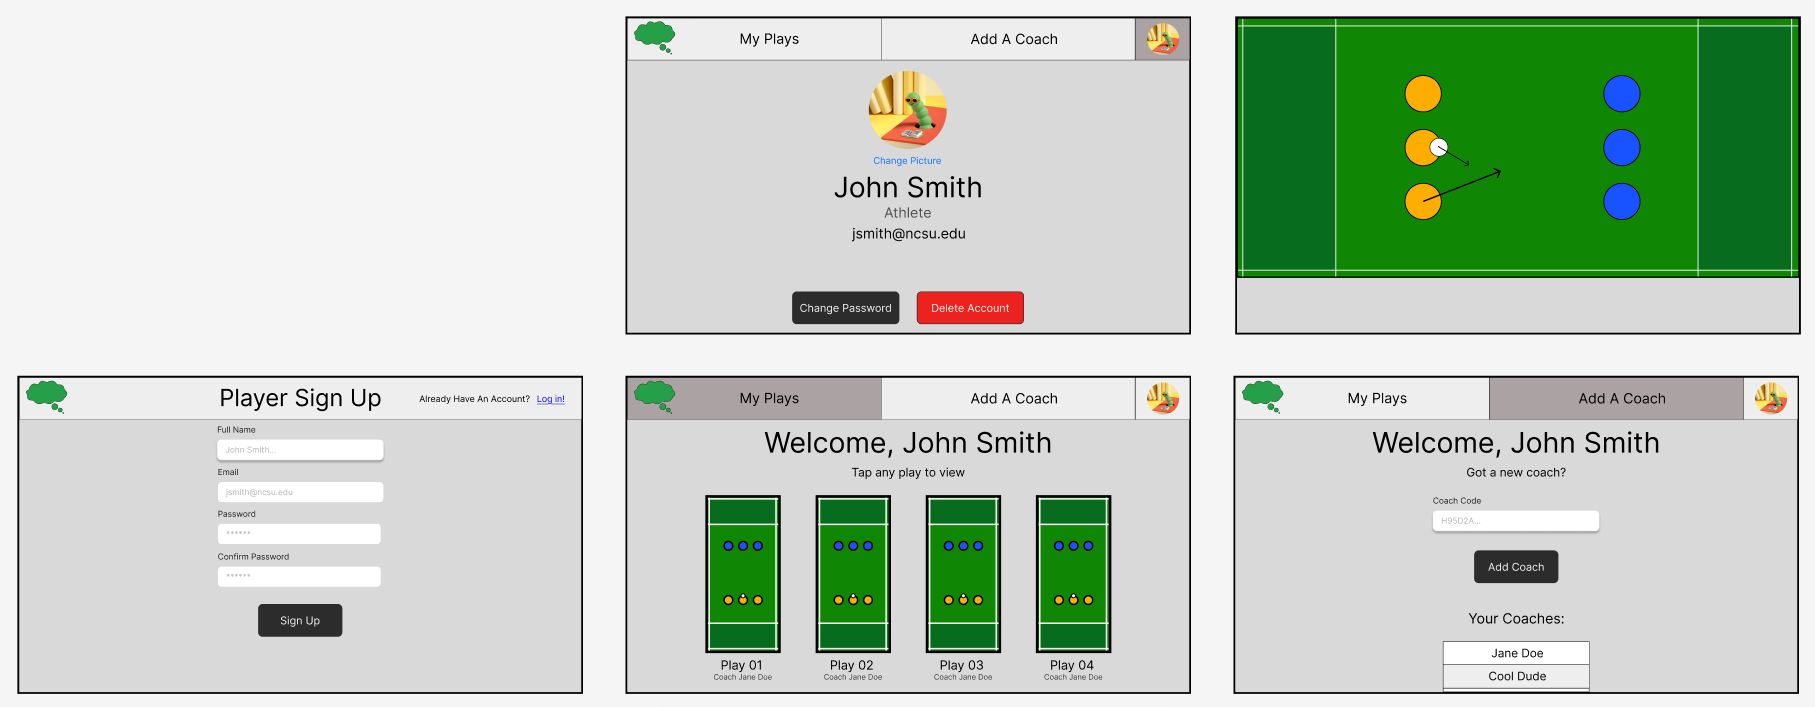 My Plays
Add A Coach
Change Picture
John Smith
Athlete
jsmith@ncsu.edu
Change Password
Delete Account
Player Sign Up
Already Have An Account? Log in!
Full Name
John Smith...
Email
jsmith@ncsu.edu
Password
******
Confirm Password
******
Sign Up
My Plays
Add A Coach
Welcome, John Smith
Tap any play to view
Play 01
Coach Jane Doe
Play 02
Coach Jane Doe
Play 03
Coach Jane Doe
Play 04
Coach Jane Doe
My Plays
Add A Coach
Welcome, John Smith
Got a new coach?
Coach Code
H95D2A...
Add Coach
Your Coaches:
Jane Doe
Cool Dude